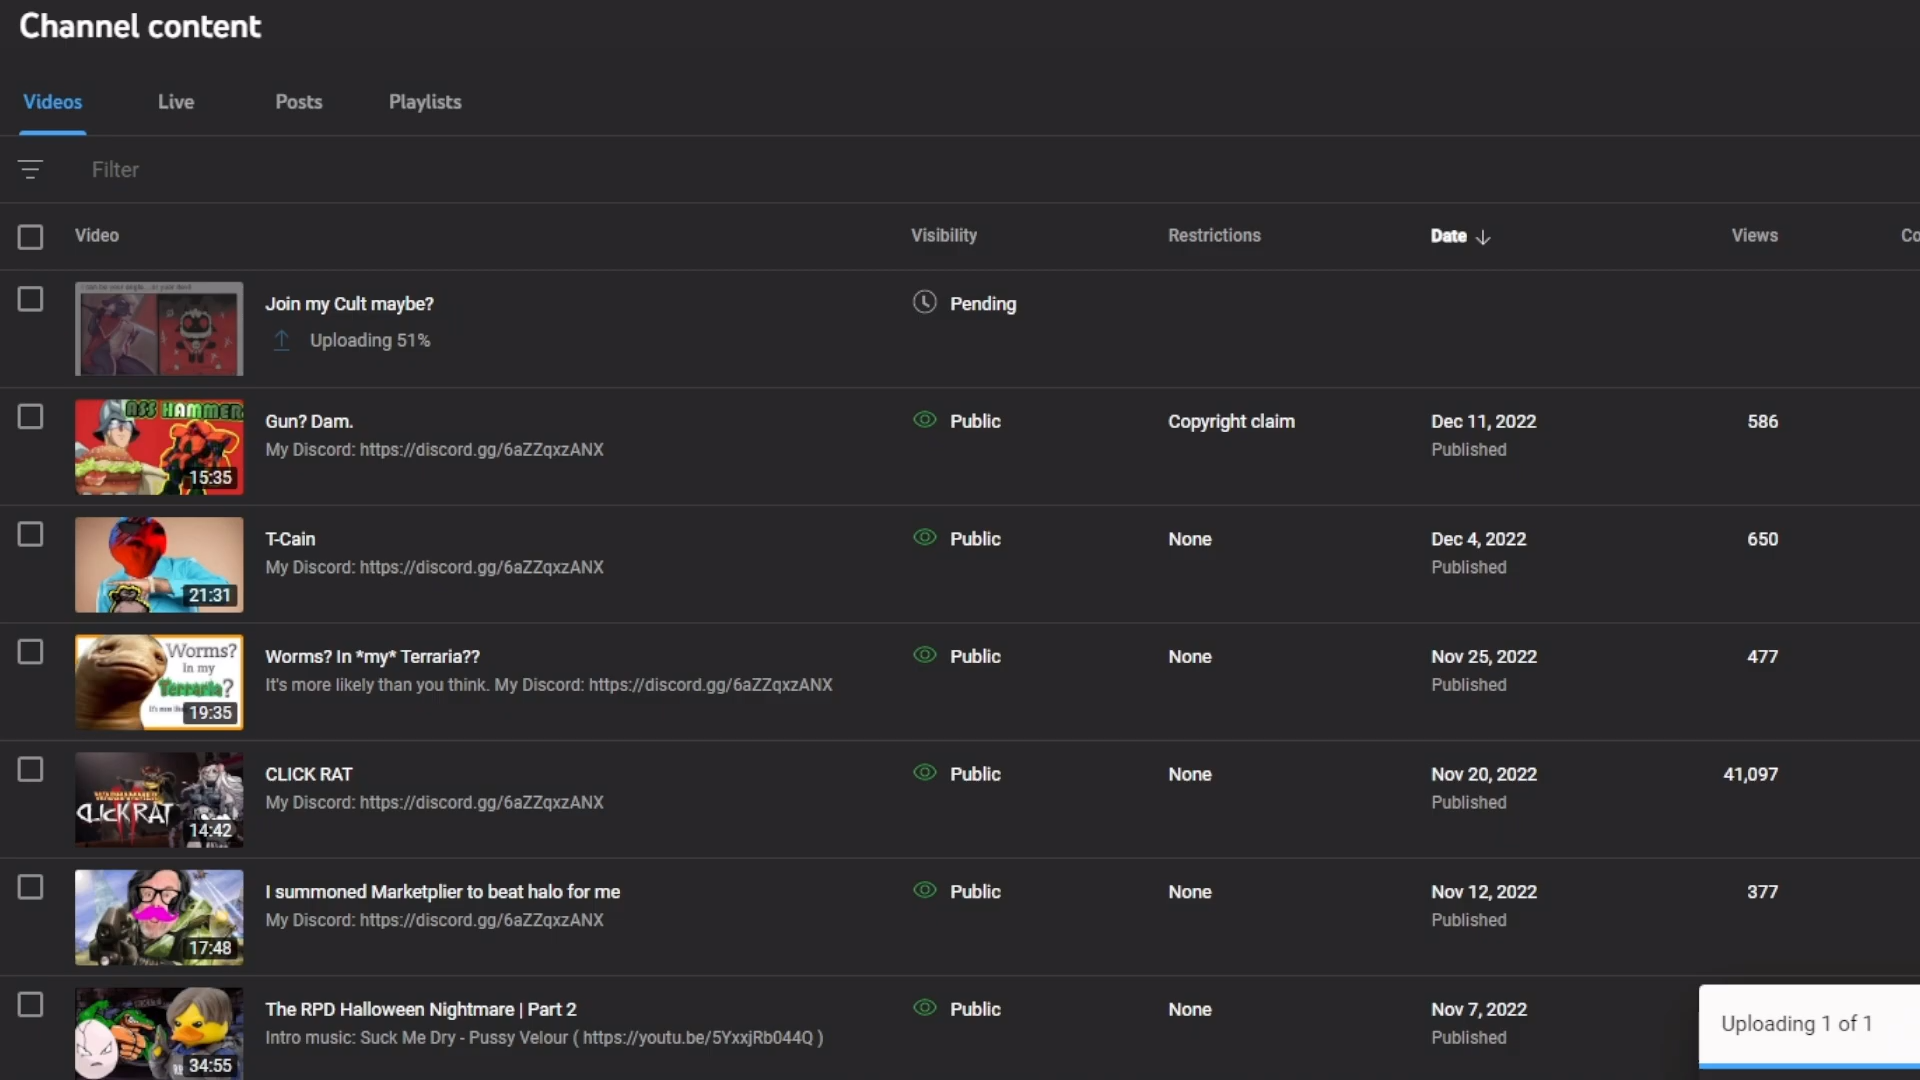 Channel content
Videos Live Posts Playlists
Filter
Video Visibility Restrictions Date Views Co
Join my Cult maybe? Pending
Uploading 51%
ASS HAMMER
15:35
Gun? Dam. Public Copyright claim Dec 11, 2022 586
My Discord: https://discord.gg/6aZZqxzANX Published
21:31
T-Cain Public None Dec 4, 2022 650
My Discord: https://discord.gg/6aZZqxzANX Published
Worms?
In my
Terraria?
19:35
Worms? In *my* Terraria?? Public None Nov 25, 2022 477
It's more likely than you think. My Discord: https://discord.gg/6aZZqxzANX Published
WARHAMMER
CLICK RAT
14:42
CLICK RAT Public None Nov 20, 2022 41,097
My Discord: https://discord.gg/6aZZqxzANX Published
17:48
I summoned Marketplier to beat halo for me Public None Nov 12, 2022 377
My Discord: https://discord.gg/6aZZqxzANX Published
34:55
The RPD Halloween Nightmare | Part 2 Public None Nov 7, 2022
Intro music: Suck Me Dry - Pussy Velour ( https://youtu.be/5YxxjRb044Q ) Published
Uploading 1 of 1